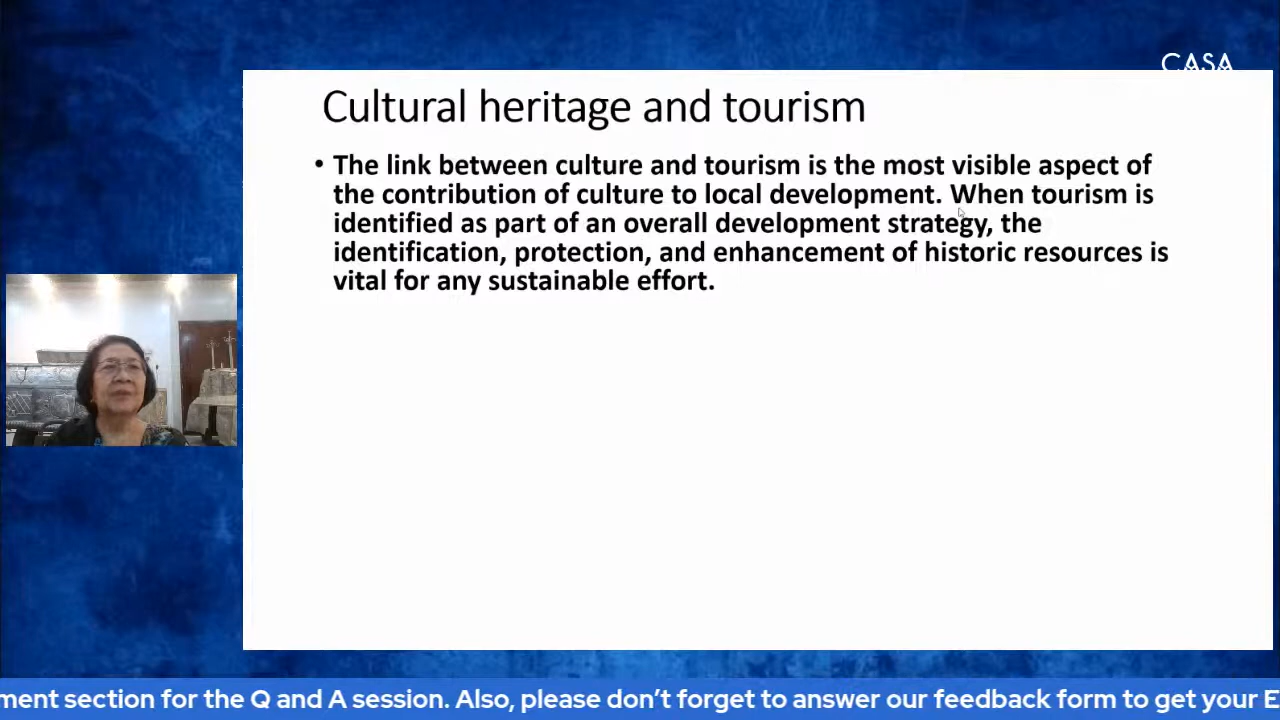 CASA
Cultural heritage and tourism
• The link between culture and tourism is the most visible aspect of
the contribution of culture to local development. When tourism is
identified as part of an overall development strategy, the
identification, protection, and enhancement of historic resources is
vital for any sustainable effort.
ment section for the Q and A session. Also, please don’t forget to answer our feedback form to get your E